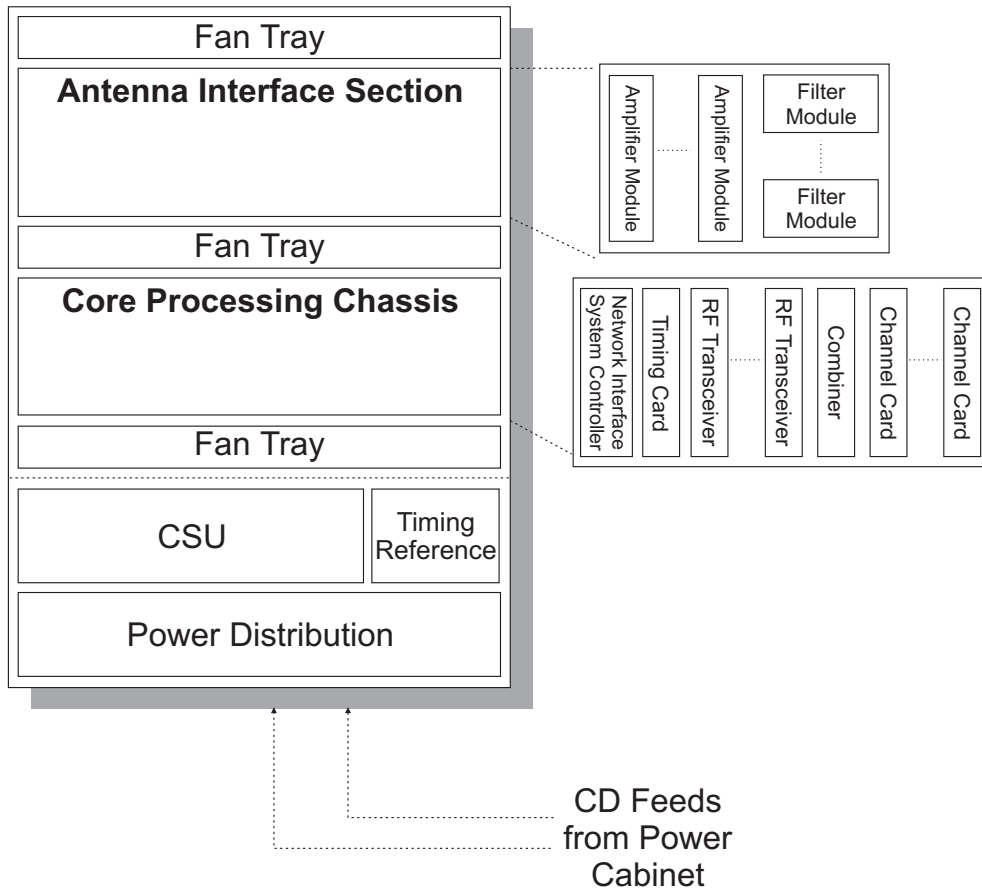 Fan Tray
Antenna Interface Section
Fan Tray
Core Processing Chassis
Fan Tray
CSU
Timing
Reference
Power Distribution
Amplifier Module
Amplifier Module
Filter
Module
Filter
Module
Network Interface
System Controller
Timing Card
RF Transceiver
RF Transceiver
Combiner
Channel Card
Channel Card
CD Feeds
from Power
Cabinet